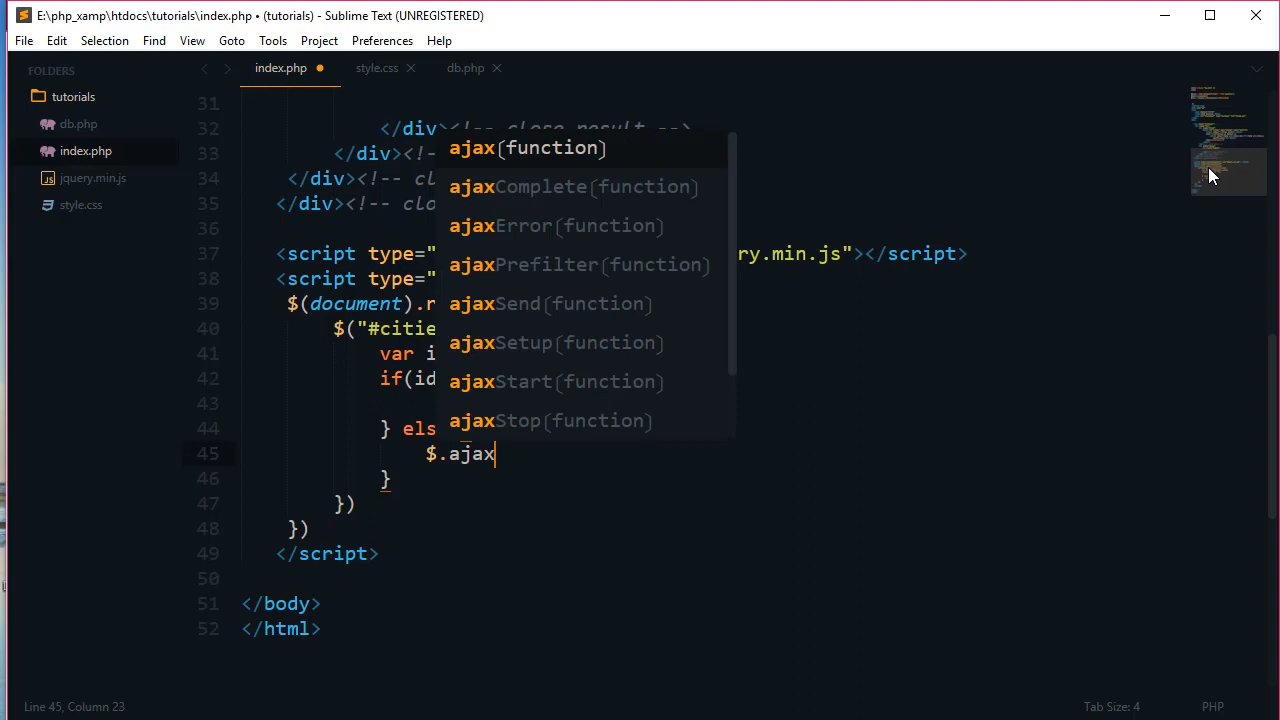 E:\php_xamp\htdocs\tutorials\index.php • (tutorials) - Sublime Text (UNREGISTERED)
File Edit Selection Find View Goto Tools Project Preferences Help
FOLDERS
tutorials
db.php
index.php
jquery.min.js
style.css
index.php style.css db.php
31
32 </div><!-- close result -->
33 </div><!--
34 </div><!-- cl
35 </div><!-- clo
36
37 <script type=" ry.min.js"></script>
38 <script type="
39 $(document).r
40 $("#citie
41 var i
42 if(id
43
44 } els
45 $.ajax
46 }
47 })
48 })
49 </script>
50
51 </body>
52 </html>
ajax(function)
ajaxComplete(function)
ajaxError(function)
ajaxPrefilter(function)
ajaxSend(function)
ajaxSetup(function)
ajaxStart(function)
ajaxStop(function)
Line 45, Column 23 Tab Size: 4 PHP